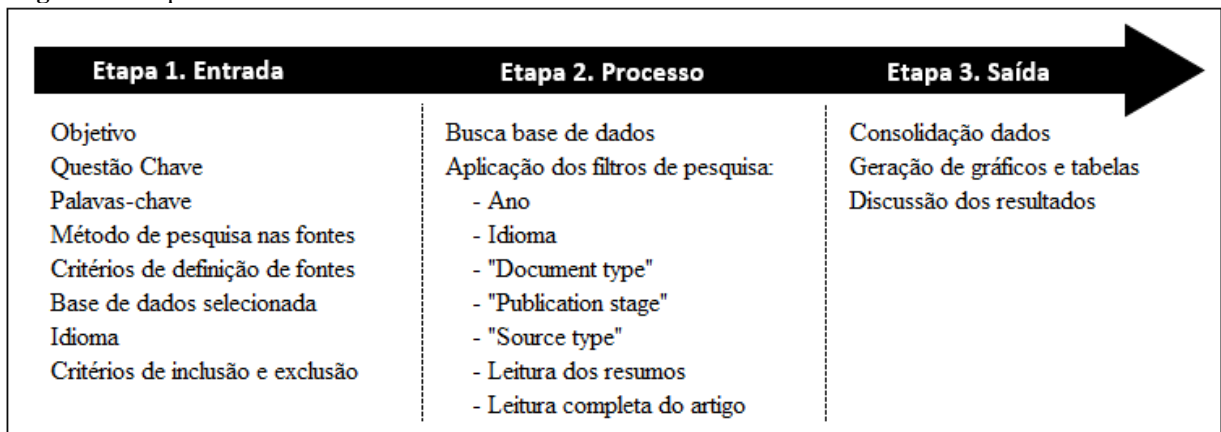 Etapa 1. Entrada
Etapa 2. Processo
Etapa 3. Saída
Objetivo
Questão Chave
Palavas-chave
Método de pesquisa nas fontes
Critérios de definição de fontes
Base de dados selecionada
Idioma
Critérios de inclusão e exclusão
Busca base de dados
Aplicação dos filtros de pesquisa:
- Ano
- Idioma
- "Document type"
- "Publication stage"
- "Source type"
- Leitura dos resumos
- Leitura completa do artigo
Consolidação dados
Geração de gráficos e tabelas
Discussão dos resultados